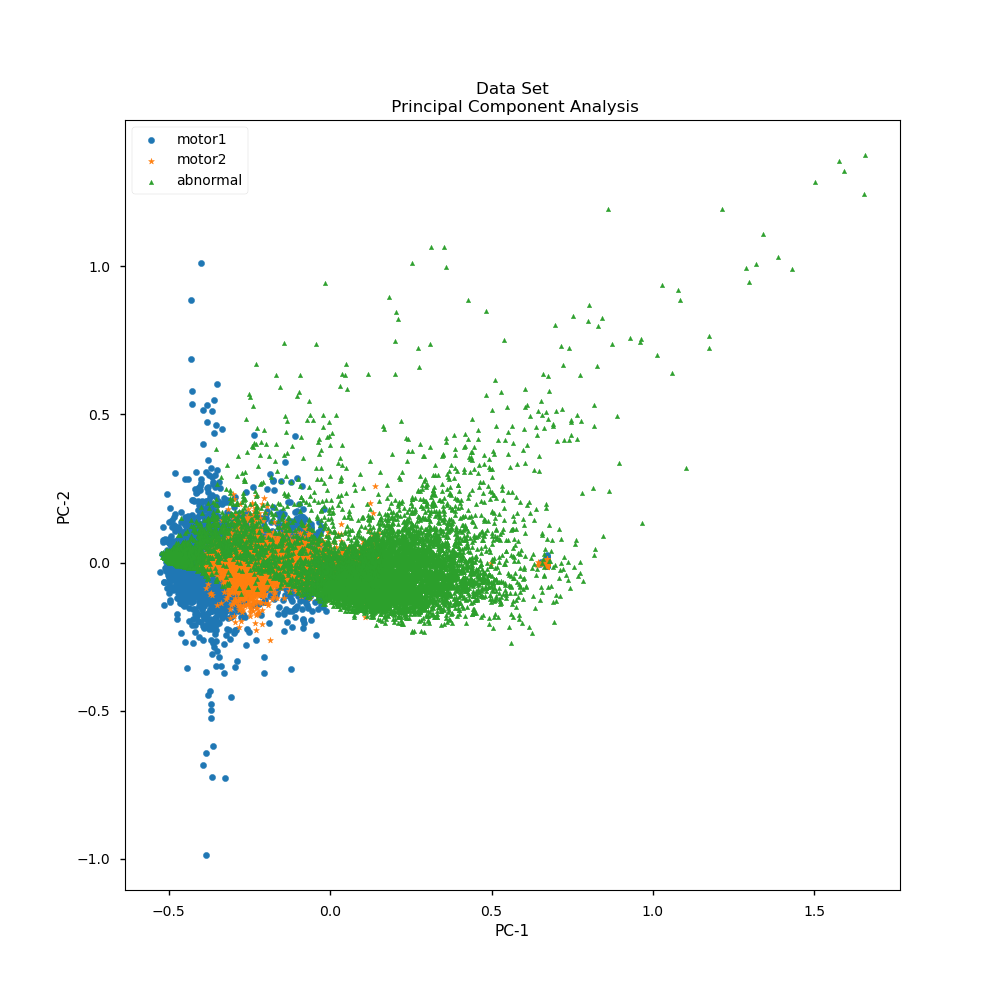 Data Set
Principal Component Analysis
motor1
motor2
abnormal
1.0
0.5
0.0
−0.5
−1.0
PC-2
−0.5
0.0
0.5
1.0
1.5
PC-1